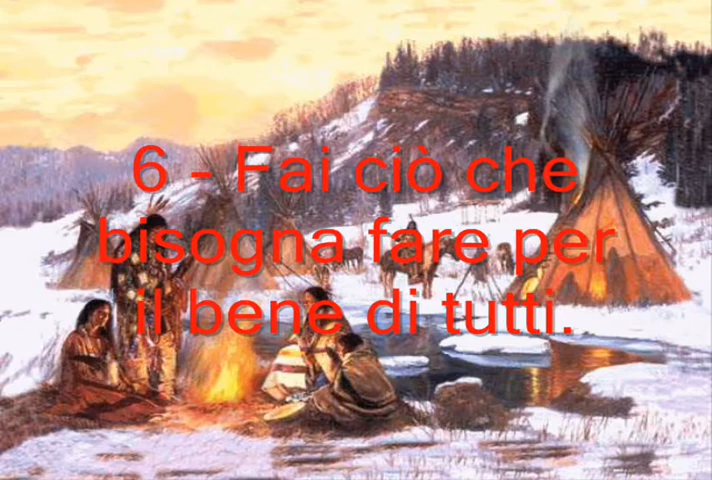 6 - Fai ciò che
bisogna fare per
il bene di tutti.